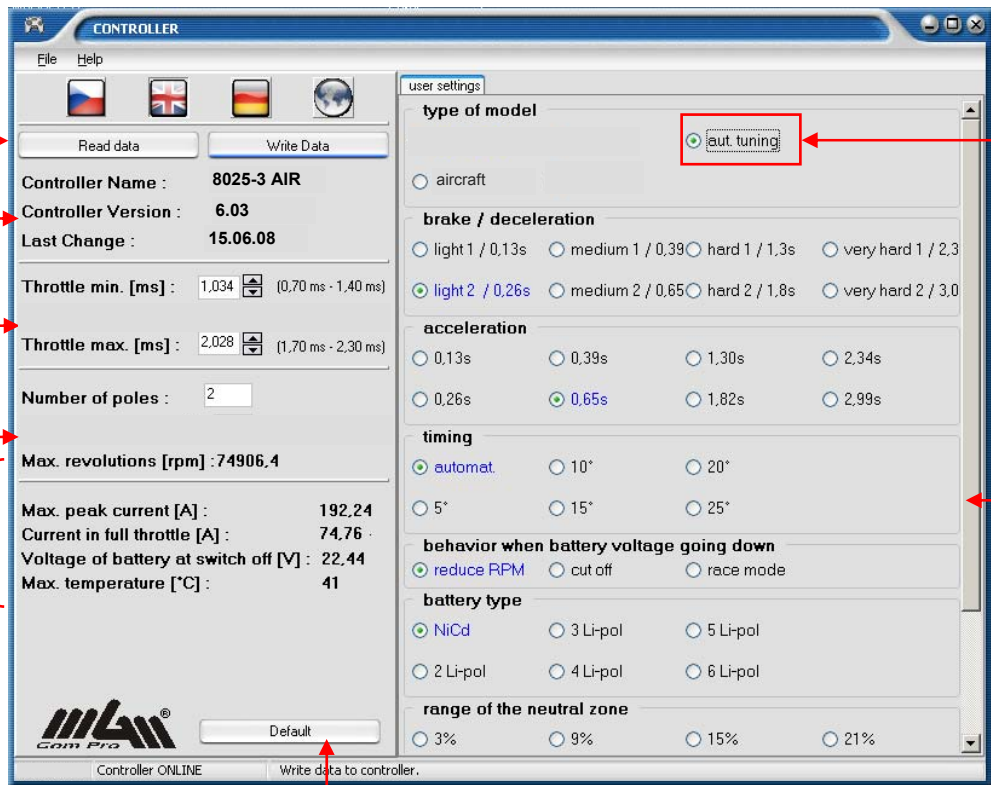 CONTROLLER
File Help
Read data Write Data
Controller Name : 8025-3 AIR
Controller Version : 6.03
Last Change : 15.06.08
Throttle min. [ms] : 1,034 (0,70 ms - 1,40 ms)
Throttle max. [ms] : 2,028 (1,70 ms - 2,30 ms)
Number of poles : 2
Max. revolutions [rpm] :74906,4
Max. peak current [A] : 192,24
Current in full throttle [A] : 74,76
Voltage of battery at switch off [V] : 22,44
Max. temperature [°C] : 41
mgm®
Com Pro
Default
user settings
type of model
aut. tuning
aircraft
brake / deceleration
light 1 / 0,13s medium 1 / 0,39 hard 1 / 1,3s very hard 1 / 2,3
light 2 / 0,26s medium 2 / 0,65 hard 2 / 1,8s very hard 2 / 3,0
acceleration
0,13s 0,39s 1,30s 2,34s
0,26s 0,65s 1,82s 2,99s
timing
automat. 10° 20°
5° 15° 25°
behavior when battery voltage going down
reduce RPM cut off race mode
battery type
NiCd 3 Li-pol 5 Li-pol
2 Li-pol 4 Li-pol 6 Li-pol
range of the neutral zone
3% 9% 15% 21%
Controller ONLINE Write data to controller.